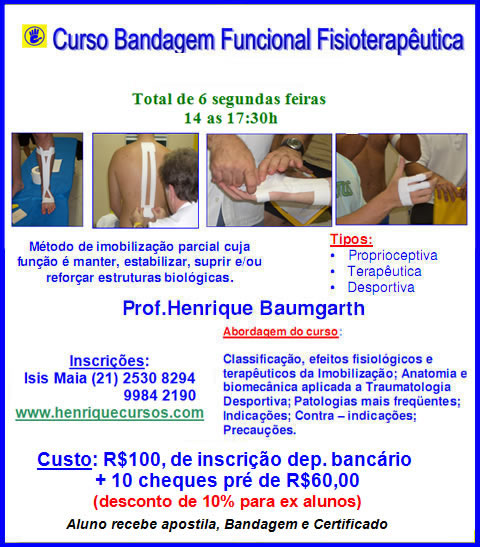 Curso Bandagem Funcional Fisioterapêutica
Total de 6 segundas feiras
14 as 17:30h
Método de imobilização parcial cuja
função é manter, estabilizar, suprir e/ou
reforçar estruturas biológicas.
Tipos:
• Proprioceptiva
• Terapêutica
• Desportiva
Prof.Henrique Baumgarth
Abordagem do curso:
Classificação, efeitos fisiológicos e
terapêuticos da Imobilização; Anatomia e
biomecânica aplicada a Traumatologia
Desportiva; Patologias mais freqüentes;
Indicações; Contra – indicações;
Precauções.
Inscrições:
Isis Maia (21) 2530 8294
9984 2190
www.henriquecursos.com
Custo: R$100, de inscrição dep. bancário
+ 10 cheques pré de R$60,00
(desconto de 10% para ex alunos)
Aluno recebe apostila, Bandagem e Certificado